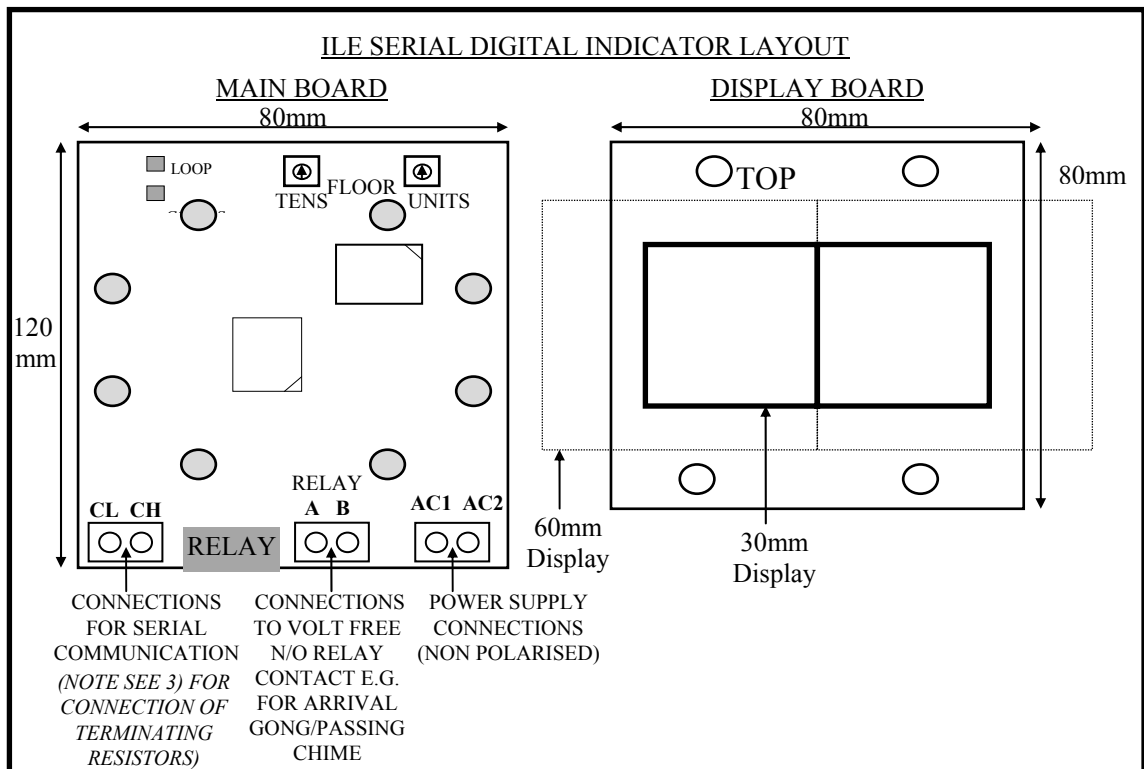 ILE SERIAL DIGITAL INDICATOR LAYOUT
MAIN BOARD
80mm
DISPLAY BOARD
80mm
120
mm
LOOP
TENS
FLOOR
UNITS
RELAY
CL CH
A B
AC1 AC2
RELAY
CONNECTIONS
FOR SERIAL
COMMUNICATION
(NOTE SEE 3) FOR
CONNECTION OF
TERMINATING
RESISTORS)
CONNECTIONS
TO VOLT FREE
N/O RELAY
CONTACT E.G.
FOR ARRIVAL
GONG/PASSING
CHIME
POWER SUPPLY
CONNECTIONS
(NON POLARISED)
TOP
80mm
60mm
Display
30mm
Display